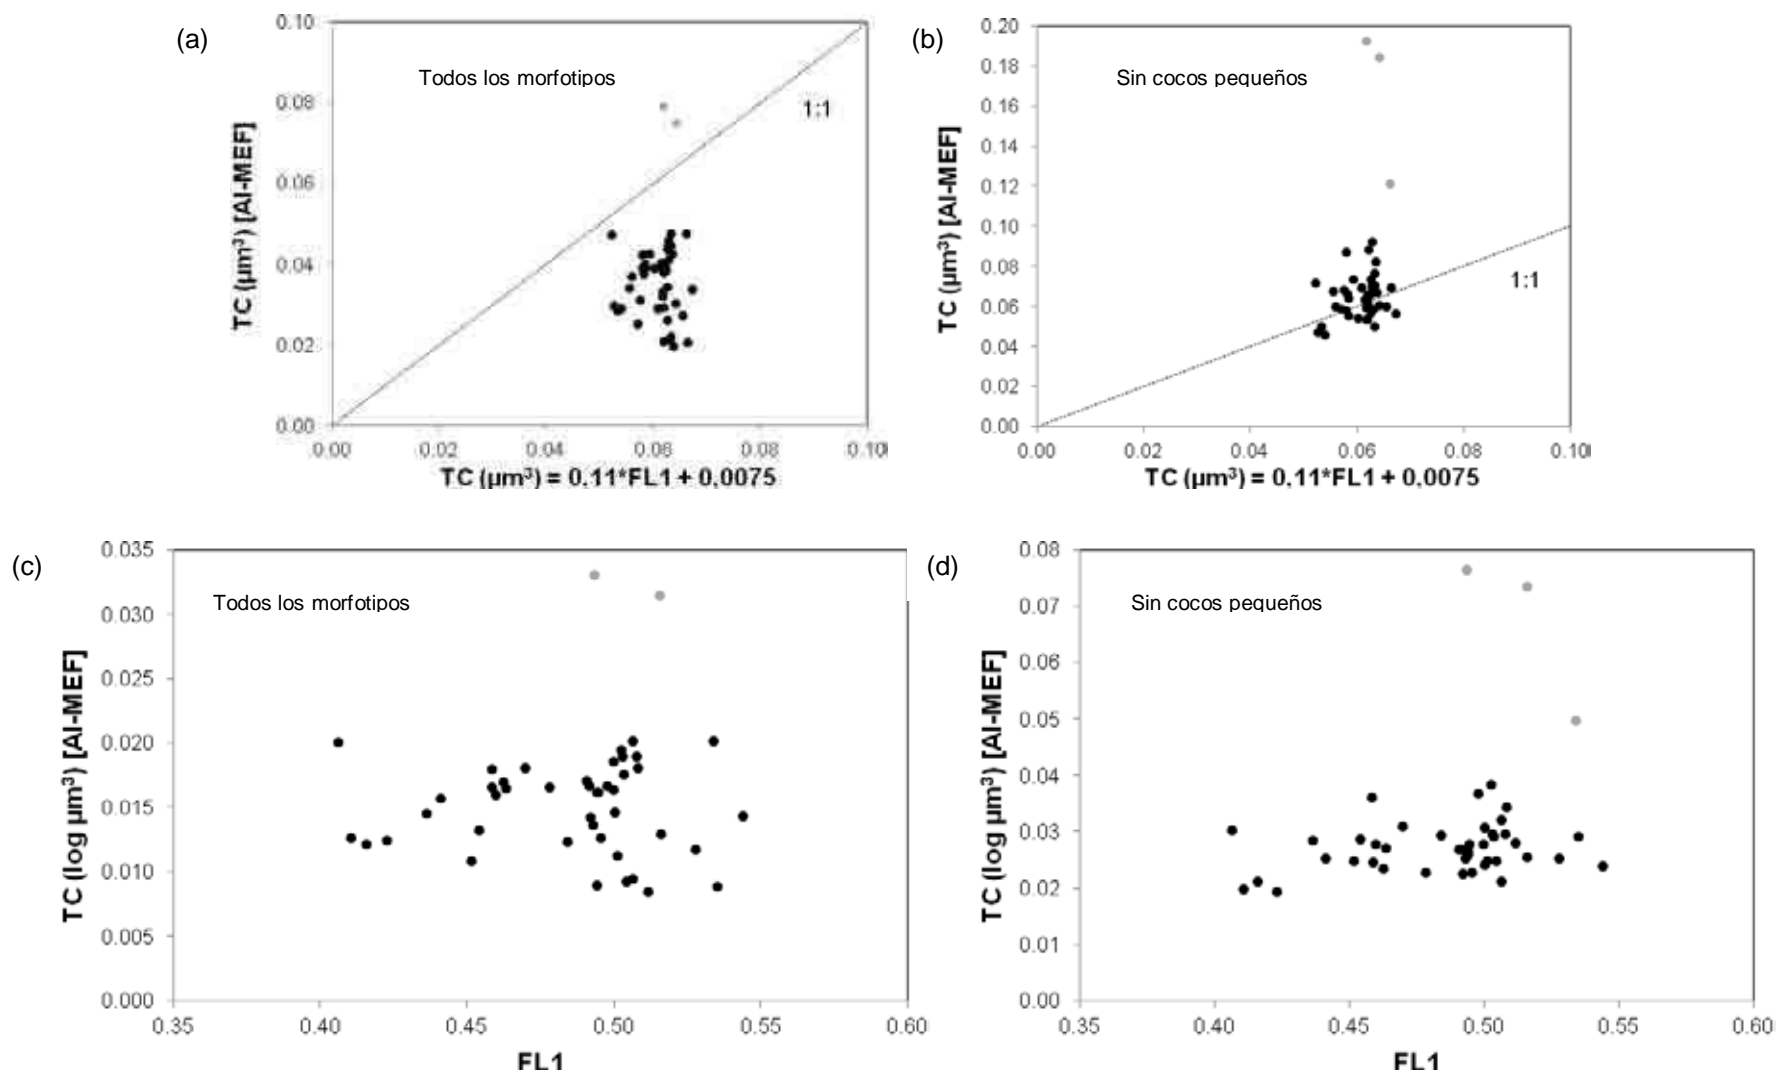 (a)
Todos los morfotipos
1:1
TC (µm³) [AI-MEF]
0.10
0.08
0.06
0.04
0.02
0.00
0.00 0.02 0.04 0.06 0.08 0.10
TC (µm³) = 0,11*FL1 + 0,0075
(b)
Sin cocos pequeños
1:1
TC (µm³) [AI-MEF]
0.20
0.18
0.16
0.14
0.12
0.10
0.08
0.06
0.04
0.02
0.00
0.00 0.02 0.04 0.06 0.08 0.10
TC (µm³) = 0,11*FL1 + 0,0075
(c)
Todos los morfotipos
TC (log µm³) [AI-MEF]
0.035
0.030
0.025
0.020
0.015
0.010
0.005
0.000
0.35 0.40 0.45 0.50 0.55 0.60
FL1
(d)
Sin cocos pequeños
TC (log µm³) [AI-MEF]
0.08
0.07
0.06
0.05
0.04
0.03
0.02
0.01
0.00
0.35 0.40 0.45 0.50 0.55 0.60
FL1